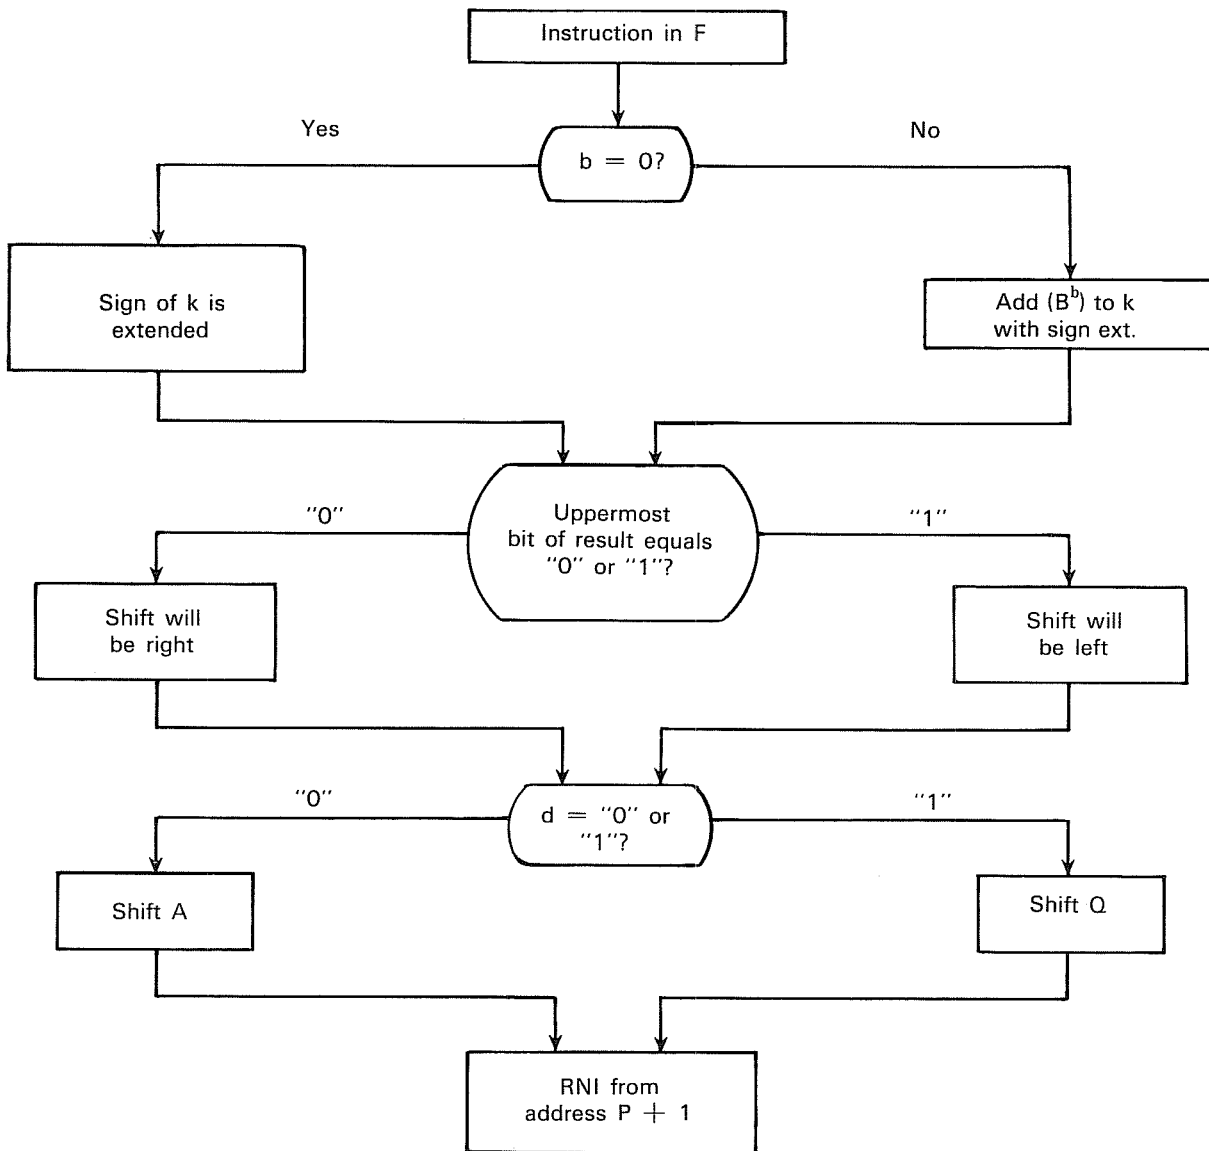 Instruction in F
Yes
No
b = 0?
Sign of k is
extended
Add (Bᵇ) to k
with sign ext.
"0"
Uppermost
bit of result equals
"0" or "1"?
"1"
Shift will
be right
Shift will
be left
"0"
d = "0" or
"1"?
"1"
Shift A
Shift Q
RNI from
address P + 1